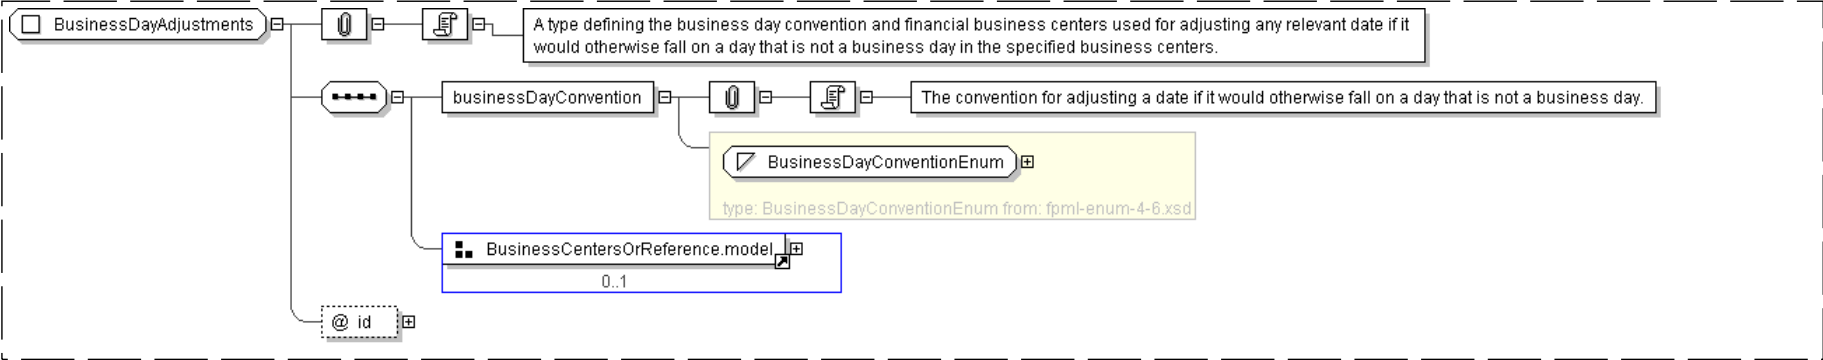 BusinessDayAdjustments
A type defining the business day convention and financial business centers used for adjusting any relevant date if it
would otherwise fall on a day that is not a business day in the specified business centers.
businessDayConvention
The convention for adjusting a date if it would otherwise fall on a day that is not a business day.
BusinessDayConventionEnum
type: BusinessDayConventionEnum from: fpml-enum-4-6.xsd
BusinessCentersOrReference.model
0..1
@ id